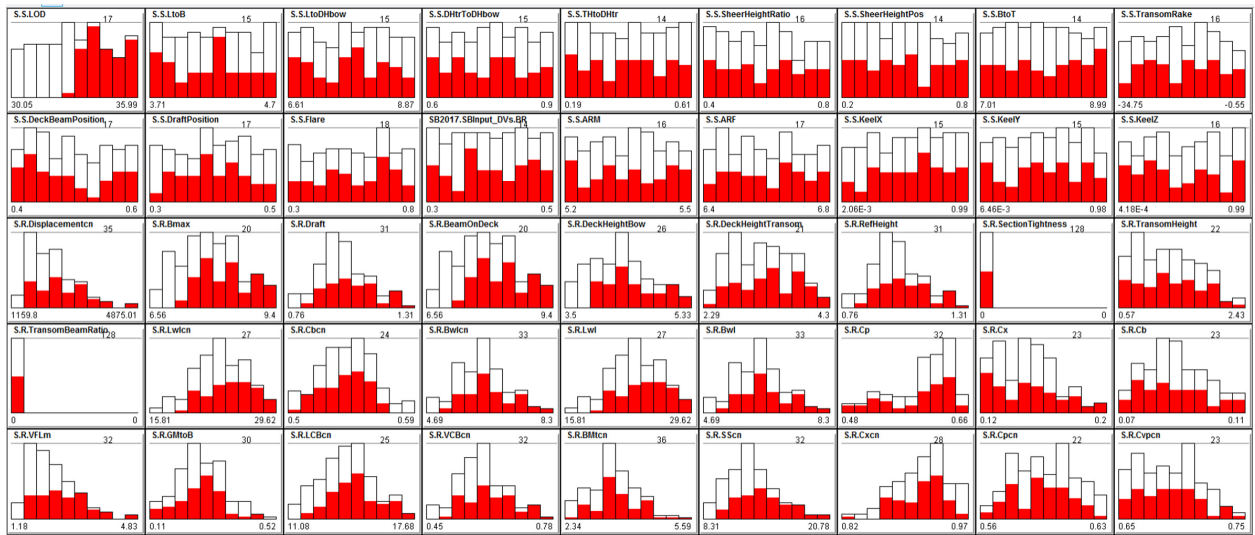 S.S.LOD 17 S.S.LtoB 15 S.S.LtoDHbow 15 S.S.DHtrToDHbow 15 S.S.THtoDHtr 14 S.S.SheerHeightRatio 16 S.S.SheerHeightPos 14 S.S.BtoT 14 S.S.TransomRake 16
30.05 35.99 3.71 4.7 6.61 8.87 0.6 0.9 0.19 0.61 0.4 0.8 0.2 0.8 7.01 8.99 -34.75 -0.55
S.S.DeckBeamPosition 17 S.S.DraftPosition 17 S.S.Flare 18 SB2017.SBInput_DVs.BR 14 S.S.ARM 16 S.S.ARF 17 S.S.KeelX 15 S.S.KeelY 15 S.S.KeelZ 16
0.4 0.6 0.3 0.5 0.3 0.8 0.3 0.5 5.2 5.5 6.4 6.8 2.06E-3 0.99 6.46E-3 0.98 4.18E-4 0.99
S.R.Displacementcn 35 S.R.Bmax 20 S.R.Draft 31 S.R.BeamOnDeck 20 S.R.DeckHeightBow 26 S.R.DeckHeightTransom 21 S.R.RefHeight 31 S.R.SectionTightness 128 S.R.TransomHeight 22
1159.8 4875.01 6.56 9.4 0.76 1.31 6.56 9.4 3.5 5.33 2.29 4.3 0.76 1.31 0 0 0.57 2.43
S.R.TransomBeamRatio 128 S.R.Lwlcn 27 S.R.Cbcn 24 S.R.Bwlcn 33 S.R.Lwl 27 S.R.Bwl 33 S.R.Cp 32 S.R.Cx 23 S.R.Cb 23
0 0 15.81 29.62 0.5 0.59 4.69 8.3 15.81 29.62 4.69 8.3 0.48 0.66 0.12 0.2 0.07 0.11
S.R.VFLm 32 S.R.GMtoB 30 S.R.LCBcn 25 S.R.VCBcn 32 S.R.BMtcn 36 S.R.SScn 32 S.R.Cxcn 28 S.R.Cpcn 22 S.R.Cvpcn 23
1.18 4.83 0.11 0.52 11.08 17.68 0.45 0.78 2.34 5.59 8.31 20.78 0.82 0.97 0.56 0.63 0.65 0.75